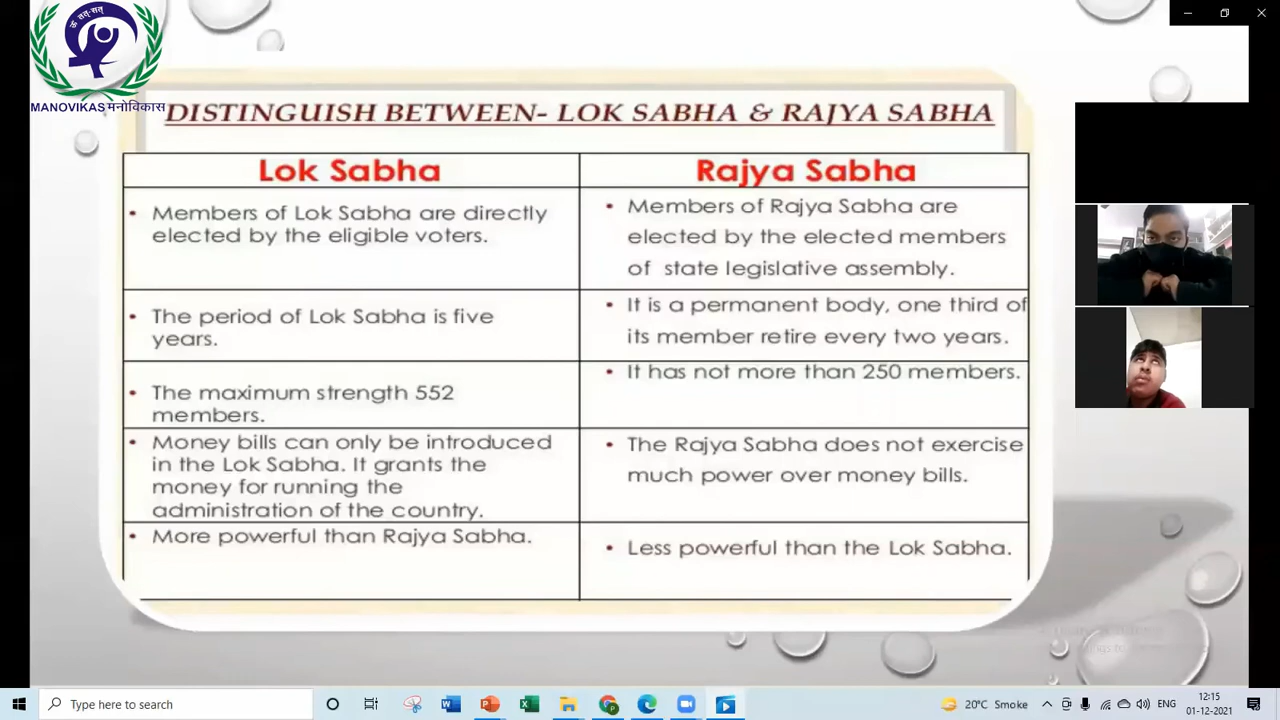 ॐ तत्-सत्
MANOVIKAS मनोविकास
DISTINGUISH BETWEEN- LOK SABHA & RAJYA SABHA
Lok Sabha
Rajya Sabha
• Members of Lok Sabha are directly
elected by the eligible voters.
• Members of Rajya Sabha are
elected by the elected members
of state legislative assembly.
• The period of Lok Sabha is five
years.
• It is a permanent body, one third of
its member retire every two years.
• The maximum strength 552
members.
• It has not more than 250 members.
• Money bills can only be introduced
in the Lok Sabha. It grants the
money for running the
administration of the country.
• The Rajya Sabha does not exercise
much power over money bills.
• More powerful than Rajya Sabha.
• Less powerful than the Lok Sabha.
Type here to search
20°C Smoke
ENG
12:15
01-12-2021